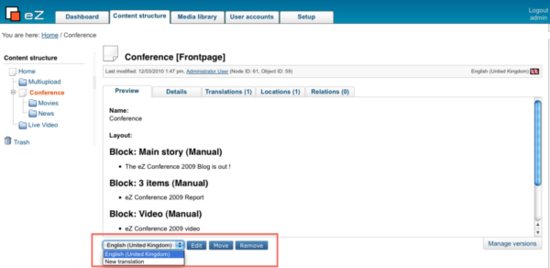 eZ
Dashboard
Content structure
Media library
User accounts
Setup
Logout
admin
You are here: Home / Conference
Content structure
Home
Multiupload
Conference
Movies
News
Live Video
Trash
Conference [Frontpage]
Last modified: 12/03/2010 1:47 pm, Administrator User (Node ID: 61, Object ID: 59)
English (United Kingdom)
Preview
Details
Translations (1)
Locations (1)
Relations (0)
Name:
Conference
Layout:
Block: Main story (Manual)
• The eZ Conference 2009 Blog is out !
Block: 3 items (Manual)
• eZ Conference 2009 Report
Block: Video (Manual)
• eZ Conference 2009 video
English (United Kingdom)
Edit
Move
Remove
Manage versions
English (United Kingdom)
New translation